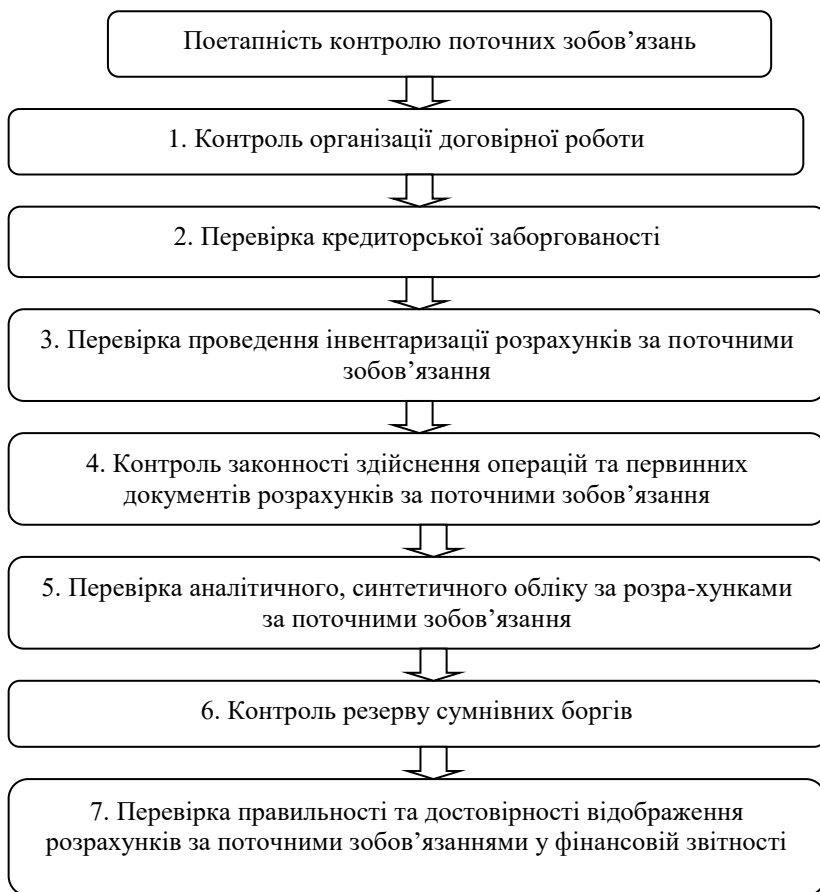 Поетапність контролю поточних зобов’язань
1. Контроль організації договірної роботи
2. Перевірка кредиторської заборгованості
3. Перевірка проведення інвентаризації розрахунків за поточними
зобов’язання
4. Контроль законності здійснення операцій та первинних
документів розрахунків за поточними зобов’язання
5. Перевірка аналітичного, синтетичного обліку за розра-хунками
за поточними зобов’язання
6. Контроль резерву сумнівних боргів
7. Перевірка правильності та достовірності відображення
розрахунків за поточними зобов’язаннями у фінансовій звітності